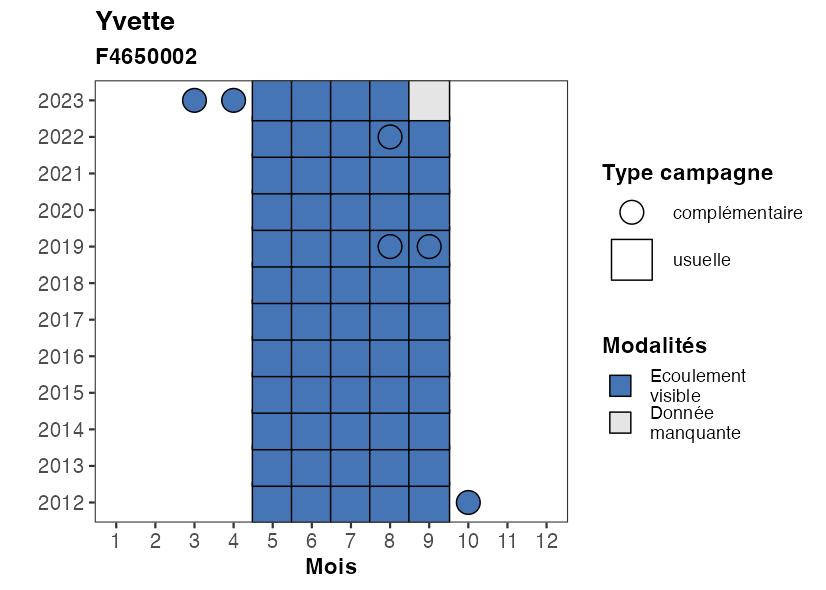 Yvette
F4650002
2023
2022
2021
2020
2019
2018
2017
2016
2015
2014
2013
2012
1 2 3 4 5 6 7 8 9 10 11 12
Mois
Type campagne
complémentaire
usuelle
Modalités
Ecoulement
visible
Donnée
manquante